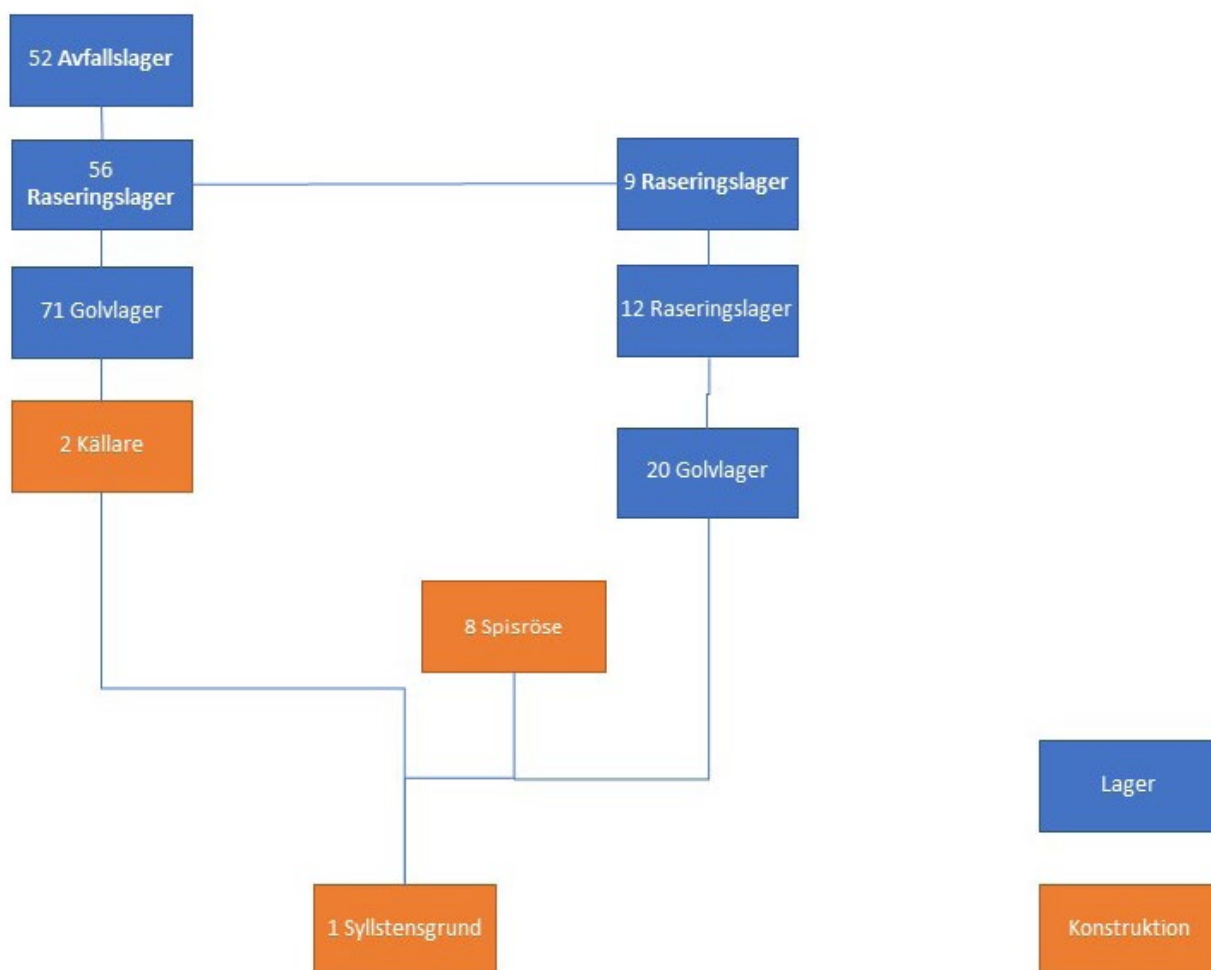 52 Avfallslager
56
Raseringslager
9 Raseringslager
71 Golvlager
12 Raseringslager
2 Källare
20 Golvlager
8 Spisröse
Lager
1 Syllstensgrund
Konstruktion